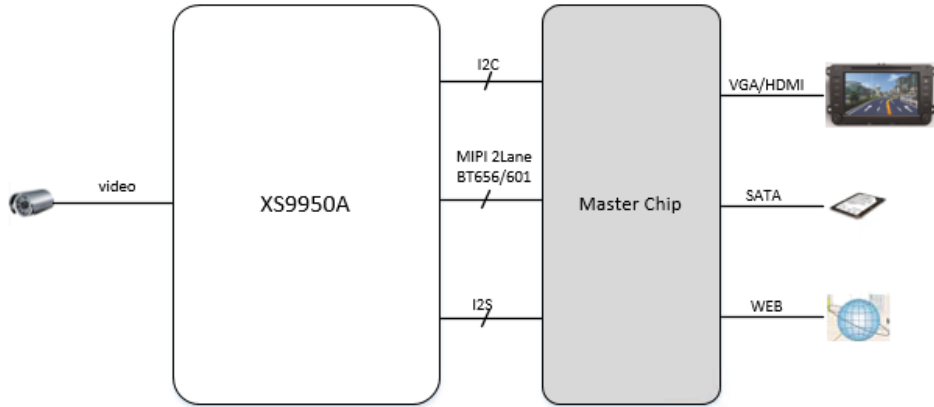 video
XS9950A
I2C
MIPI 2Lane
BT656/601
I2S
Master Chip
VGA/HDMI
SATA
WEB